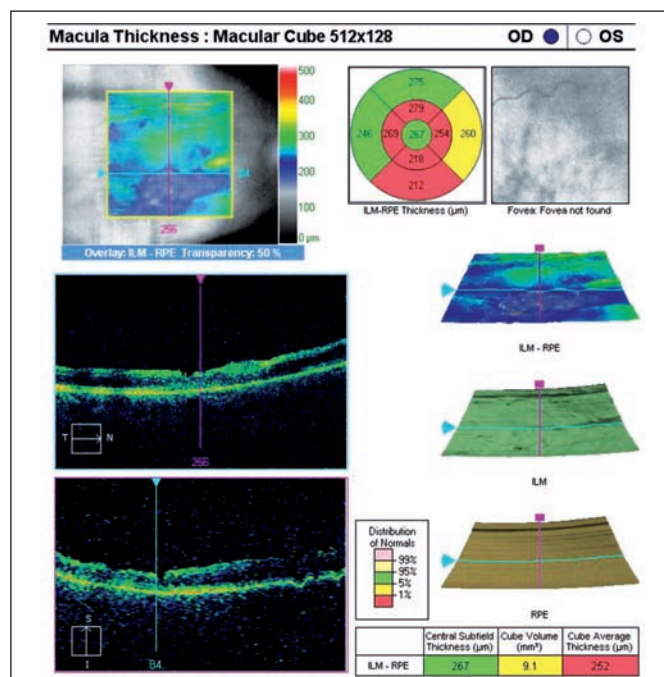 Macula Thickness : Macular Cube 512x128 OD OS
500
400
300
200
100
0 µm
84
256
Overlay: ILM - RPE Transparency: 50 %
275
279
246 269 267 254 260
218
212
ILM-RPE Thickness (µm)
Fovea: Fovea not found
ILM - RPE
T N
256
ILM
S
I
84
Distribution
of Normals
99%
95%
5%
1%
RPE
Central Subfield Thickness (µm) Cube Volume (mm³) Cube Average Thickness (µm)
ILM - RPE 267 9.1 252